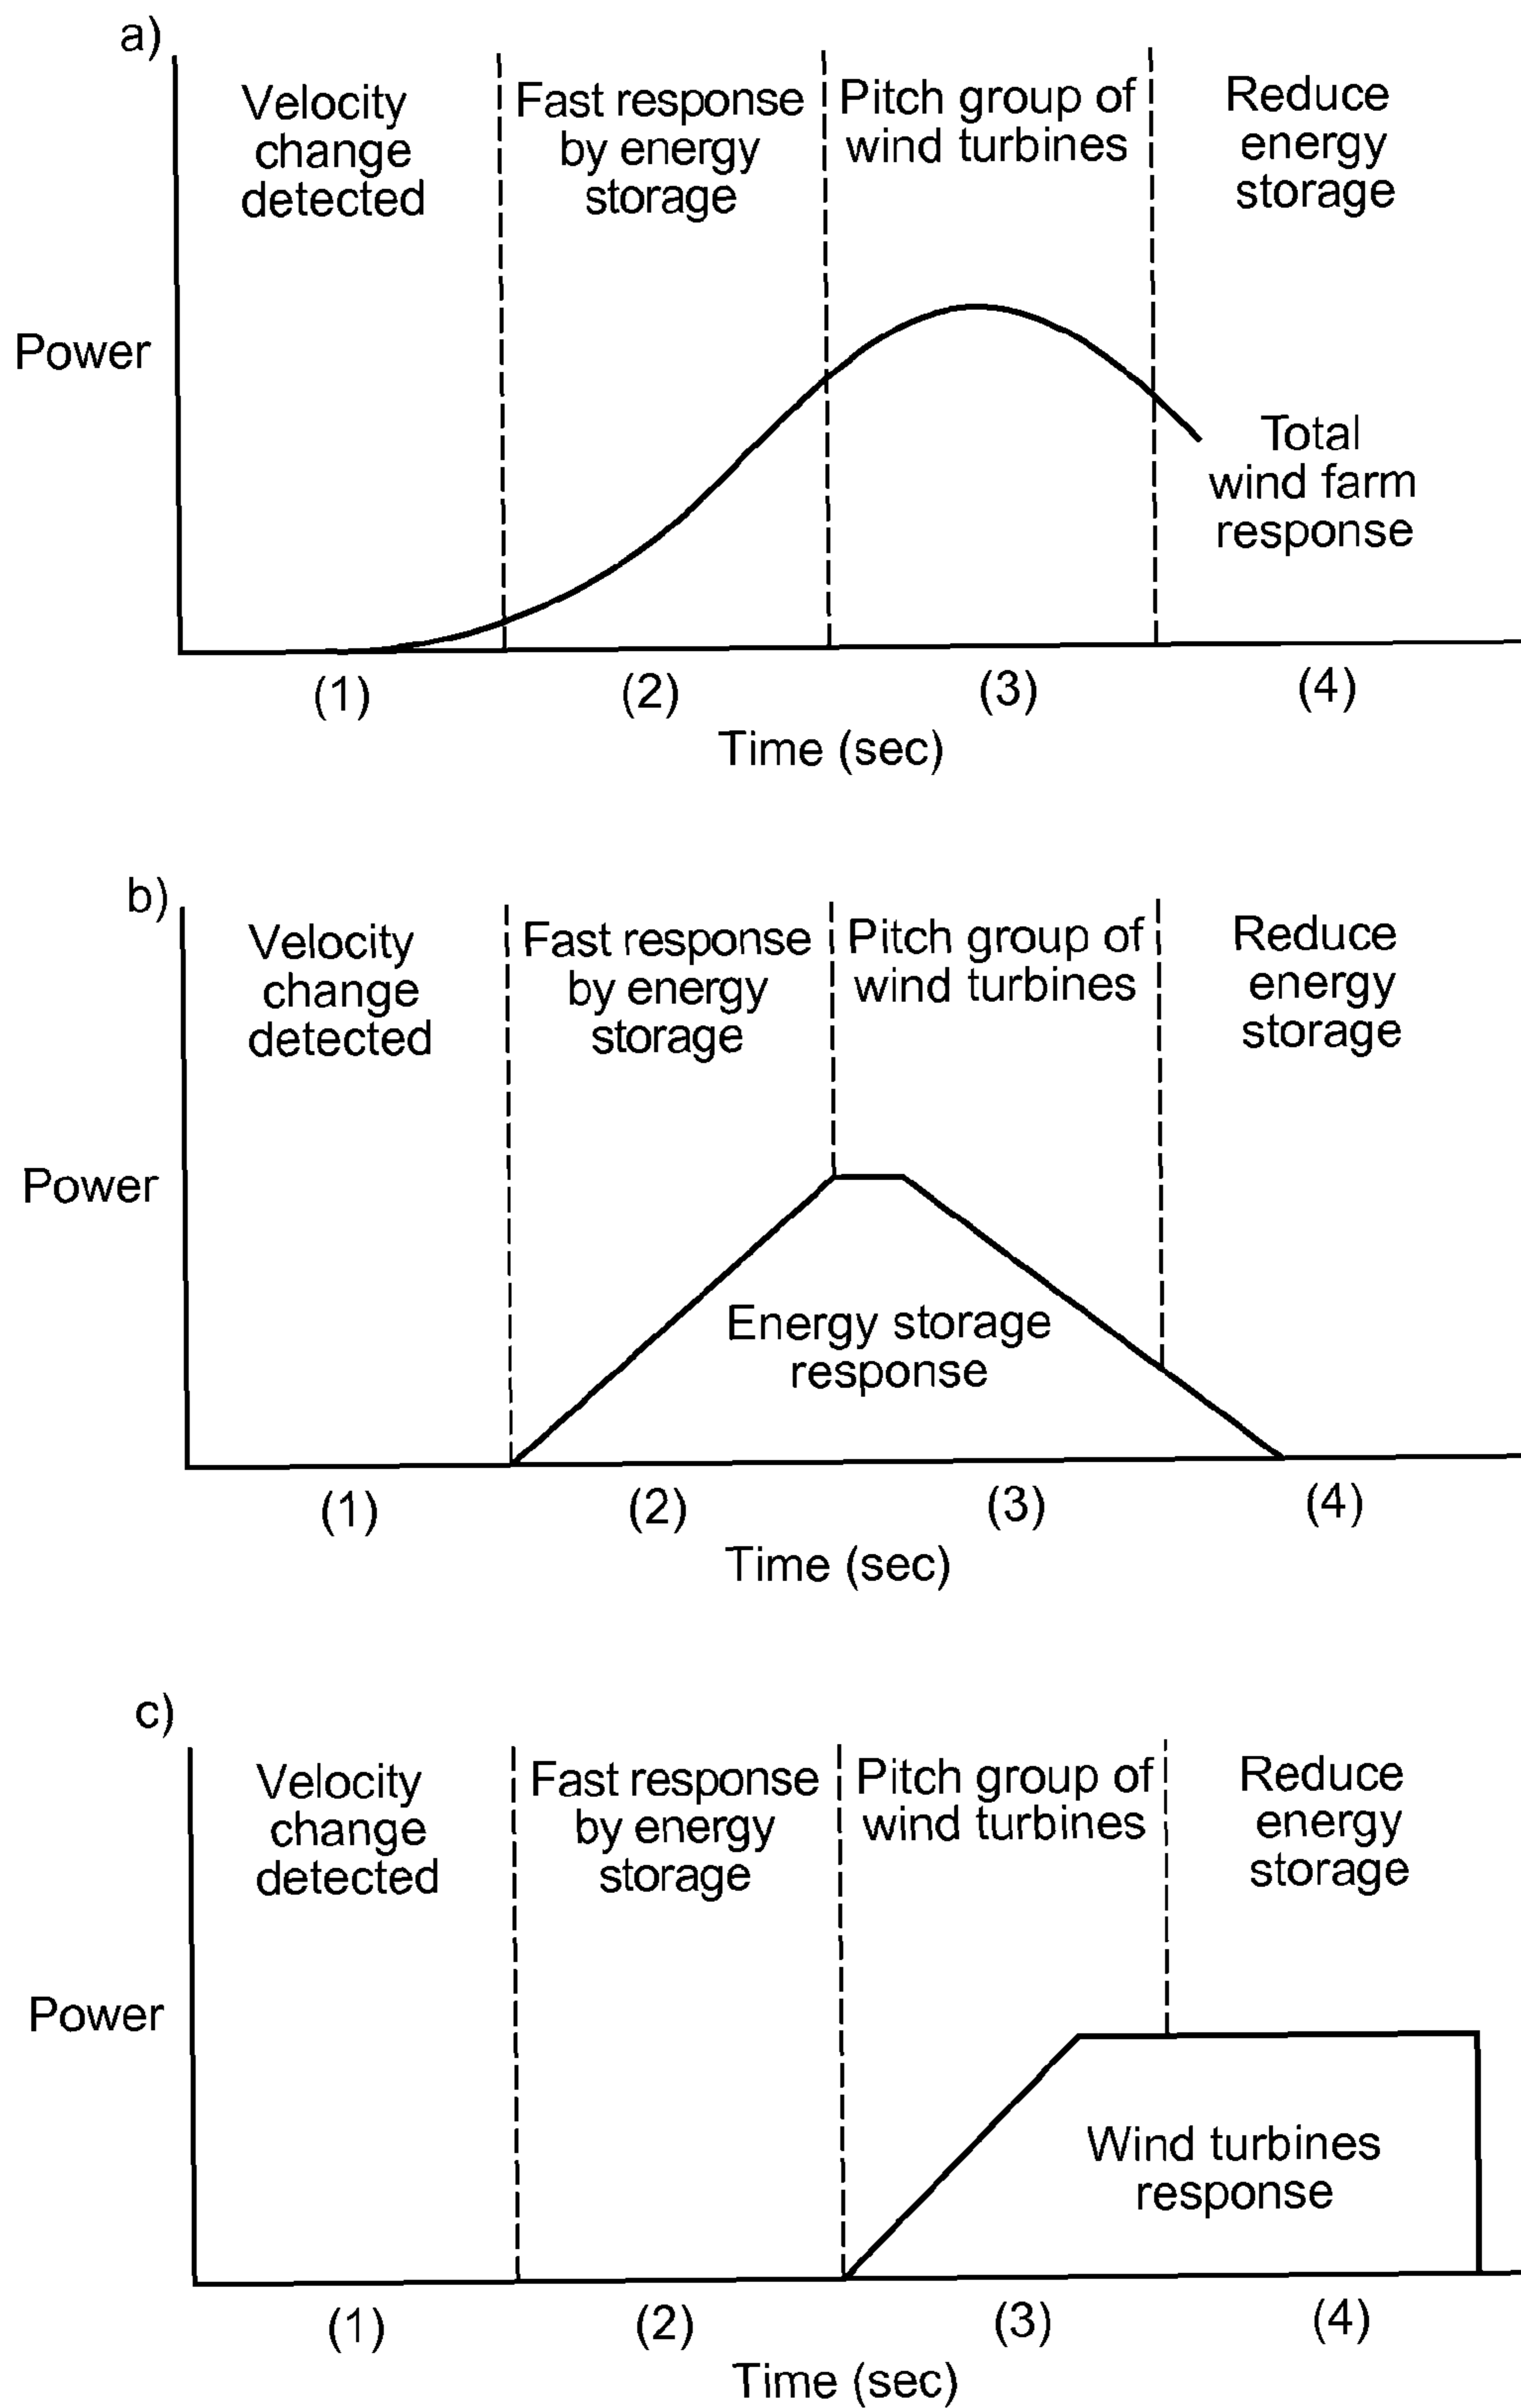 a)
Velocity
change
detected
Fast response
by energy
storage
Pitch group of
wind turbines
Reduce
energy
storage
Power
Total
wind farm
response
(1)
(2)
(3)
(4)
Time (sec)
b)
Velocity
change
detected
Fast response
by energy
storage
Pitch group of
wind turbines
Reduce
energy
storage
Power
Energy storage
response
(1)
(2)
(3)
(4)
Time (sec)
c)
Velocity
change
detected
Fast response
by energy
storage
Pitch group of
wind turbines
Reduce
energy
storage
Power
Wind turbines
response
(1)
(2)
(3)
(4)
Time (sec)